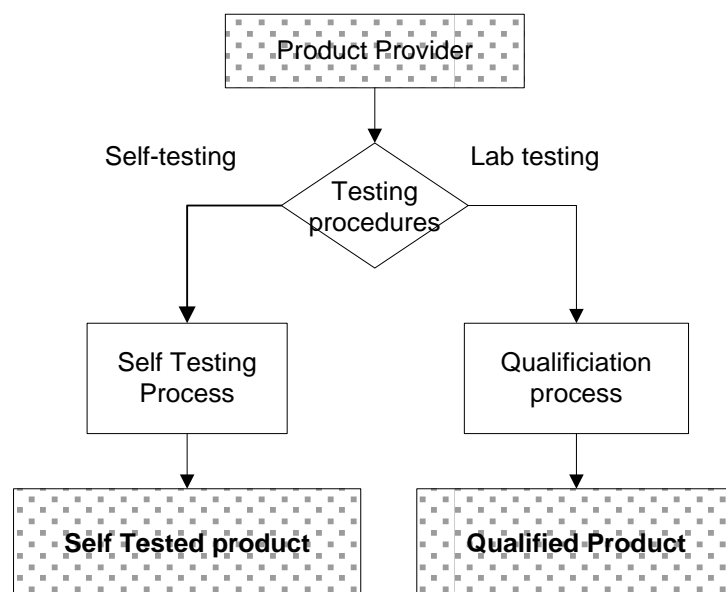 Product Provider
Self-testing
Lab testing
Testing
procedures
Self Testing
Process
Qualificiation
process
Self Tested product
Qualified Product